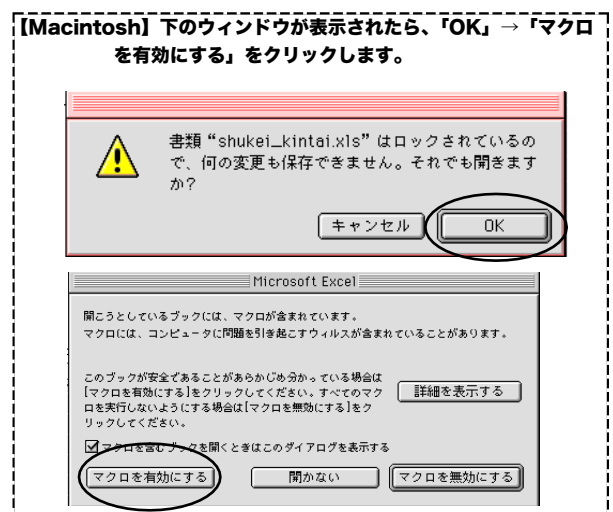 【Macintosh】下のウィンドウが表示されたら、「OK」→「マクロ
を有効にする」をクリックします。
書類“shukei_kintai.xls”はロックされているの
で、何の変更も保存できません。それでも開きます
か?
キャンセル
OK
Microsoft Excel
開こうとしているブックには、マクロが含まれています。
マクロには、コンピュータに問題を引き起こすウィルスが含まれていることがあります。
このブックが安全であることがあらかじめ分かっている場合は
[マクロを有効にする]をクリックしてください。すべてのマク
ロを実行しないようにする場合は[マクロを無効にする]をク
リックしてください。
詳細を表示する
マクロを含むブックを開くときはこのダイアログを表示する
マクロを有効にする
開かない
マクロを無効にする